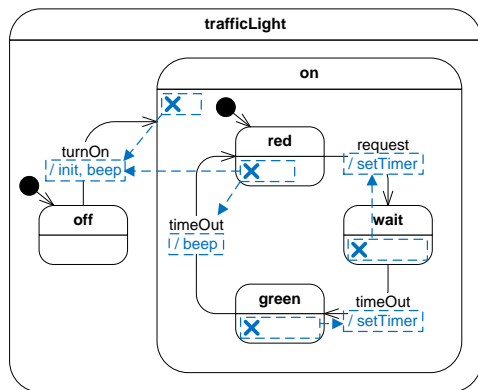 trafficLight
on
red
turnOn
/ init, beep
request
/ setTimer
off
timeOut
/ beep
wait
green
timeOut
/ setTimer